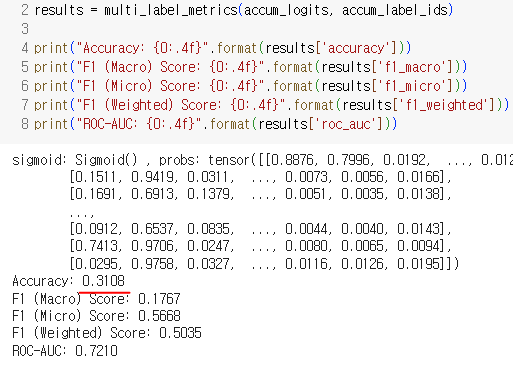 2 results = multi_label_metrics(accum_logits, accum_label_ids)
3
4 print("Accuracy: {0:.4f}".format(results['accuracy']))
5 print("F1 (Macro) Score: {0:.4f}".format(results['f1_macro']))
6 print("F1 (Micro) Score: {0:.4f}".format(results['f1_micro']))
7 print("F1 (Weighted) Score: {0:.4f}".format(results['f1_weighted']))
8 print("ROC-AUC: {0:.4f}".format(results['roc_auc']))
sigmoid: Sigmoid() , probs: tensor([[0.8876, 0.7996, 0.0192, ..., 0.012
[0.1511, 0.9419, 0.0311, ..., 0.0073, 0.0056, 0.0166],
[0.1691, 0.6913, 0.1379, ..., 0.0051, 0.0035, 0.0138],
...,
[0.0912, 0.6537, 0.0835, ..., 0.0044, 0.0040, 0.0143],
[0.7413, 0.9706, 0.0247, ..., 0.0080, 0.0065, 0.0094],
[0.0295, 0.9758, 0.0327, ..., 0.0116, 0.0126, 0.0195]])
Accuracy: 0.3108
F1 (Macro) Score: 0.1767
F1 (Micro) Score: 0.5668
F1 (Weighted) Score: 0.5035
ROC-AUC: 0.7210